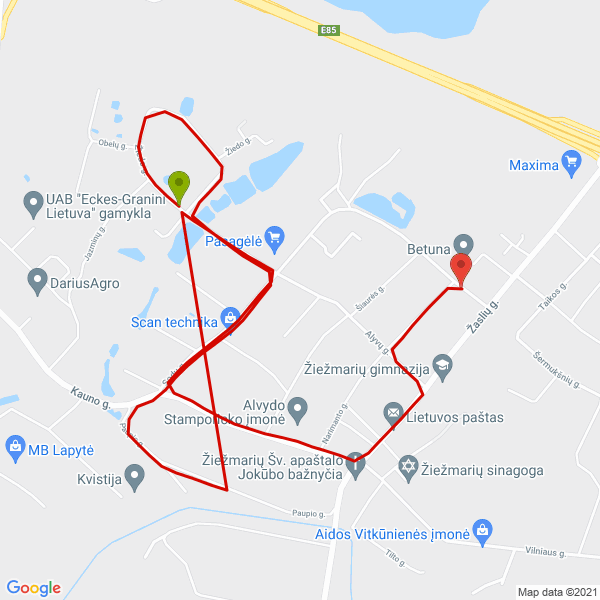 E85
Obelų g.
Žiedo g.
Maxima
UAB "Eckes-Granini
Lietuva" gamykla
Jazminų g.
Pasagėlė
Betuna
DariusAgro
Šiaurės g.
Taikos g.
Scan technika
Žaslių g.
Alyvų g.
Šermukšnių g.
Žiežmarių gimnazija
Kauno g.
Alvydo
Stamponsko įmonė
Narimanto g.
Lietuvos paštas
MB Lapytė
Žiežmarių Šv. apaštalo
Jokūbo bažnyčia
Žiežmarių sinagoga
Kvistija
Paupio g.
Aidos Vitkūnienės įmonė
Tilto g.
Vilniaus g.
Google
Map data ©2021